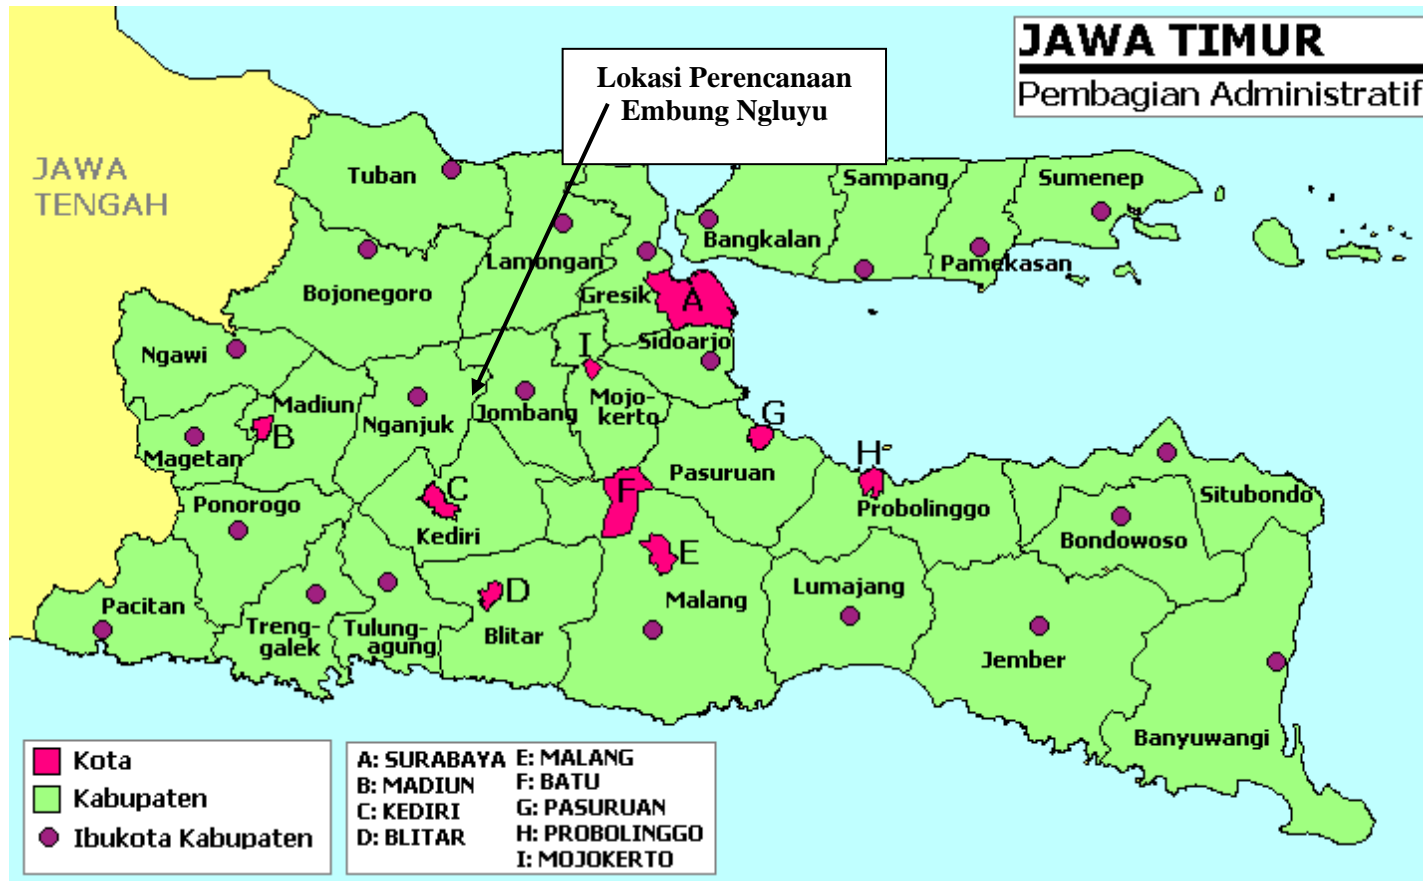 JAWA TIMUR
Pembagian Administratif
Lokasi Perencanaan
Embung Ngluyu
JAWA
TENGAH
Tuban
Sampang
Sumenep
Bangkalan
Pamekasan
Lamongan
Bojonegoro
Gresik
A
Sidoarjo
I
Ngawi
Madiun
Mojo-
kerto
Jombang
Nganjuk
G
B
Magetan
H
Pasuruan
C
F
Ponorogo
Probolinggo
Situbondo
Kediri
Bondowoso
E
D
Malang
Lumajang
Pacitan
Treng-
galek
Tulung-
agung
Blitar
Jember
Banyuwangi
Kota
Kabupaten
Ibukota Kabupaten
A: SURABAYA
B: MADIUN
C: KEDIRI
D: BLITAR
E: MALANG
F: BATU
G: PASURUAN
H: PROBOLINGGO
I: MOJOKERTO